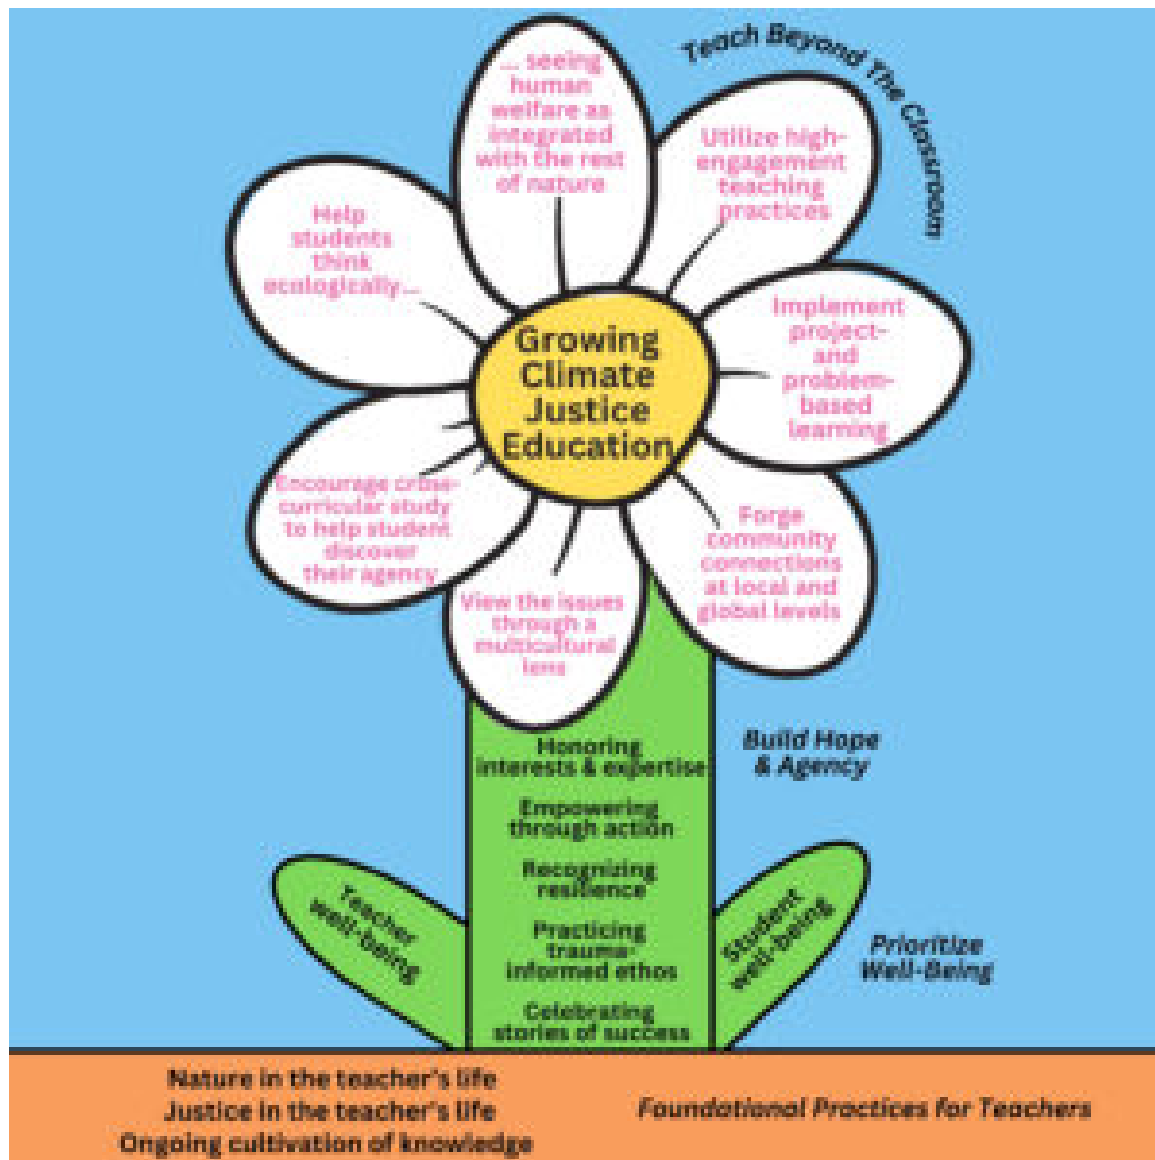 Teach Beyond The Classroom
... seeing
human
welfare as
integrated
with the rest
of nature
Utilize high-
engagement
teaching
practices
Help
students
think
ecologically...
Implement
project-
and
problem-
based
learning
Growing
Climate
Justice
Education
Encourage cross-
curricular study
to help student
discover
their agency
Forge
community
connections
at local and
global levels
View the issues
through a
multicultural
lens
Honoring
interests & expertise
Empowering
through action
Recognizing
resilience
Practicing
trauma-
informed ethos
Celebrating
stories of success
Build Hope
& Agency
Teacher
well-being
Student
well-being
Prioritize
Well-Being
Nature in the teacher's life
Justice in the teacher's life
Ongoing cultivation of knowledge
Foundational Practices for Teachers